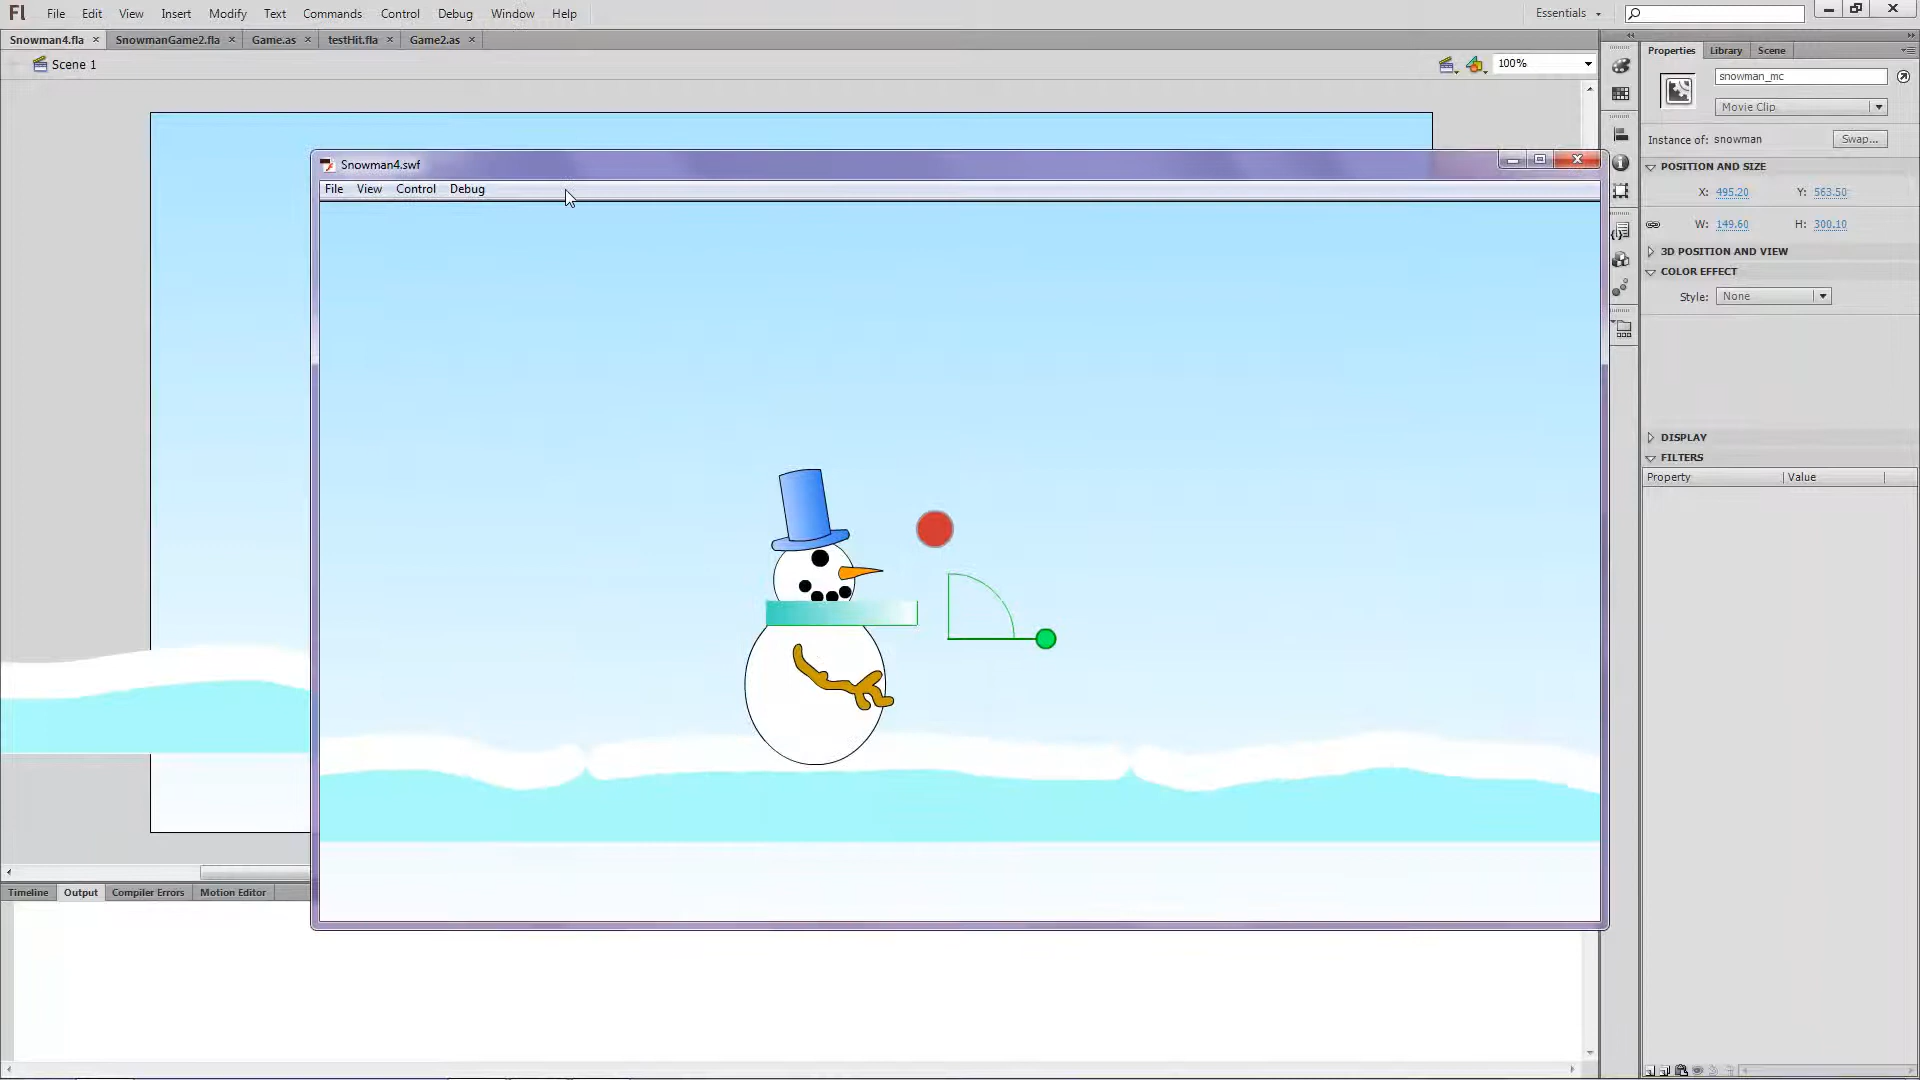 Fl File Edit View Insert Modify Text Commands Control Debug Window Help Essentials
Snowman4.fla SnowmanGame2.fla Game.as testHit.fla Game2.as
Scene 1 100%
Properties Library Scene
snowman_mc
Movie Clip
Instance of: snowman Swap...
POSITION AND SIZE
X: 495.20 Y: 563.50
W: 149.60 H: 300.10
3D POSITION AND VIEW
COLOR EFFECT
Style: None
DISPLAY
FILTERS
Property Value
Snowman4.swf
File View Control Debug
Timeline Output Compiler Errors Motion Editor